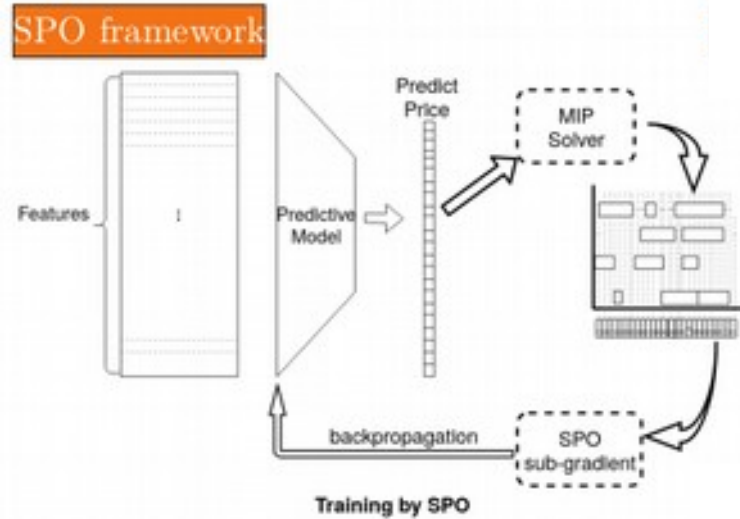 SPO framework
Predict
Price
MIP
Solver
Features
Predictive
Model
backpropagation
SPO
sub-gradient
Training by SPO